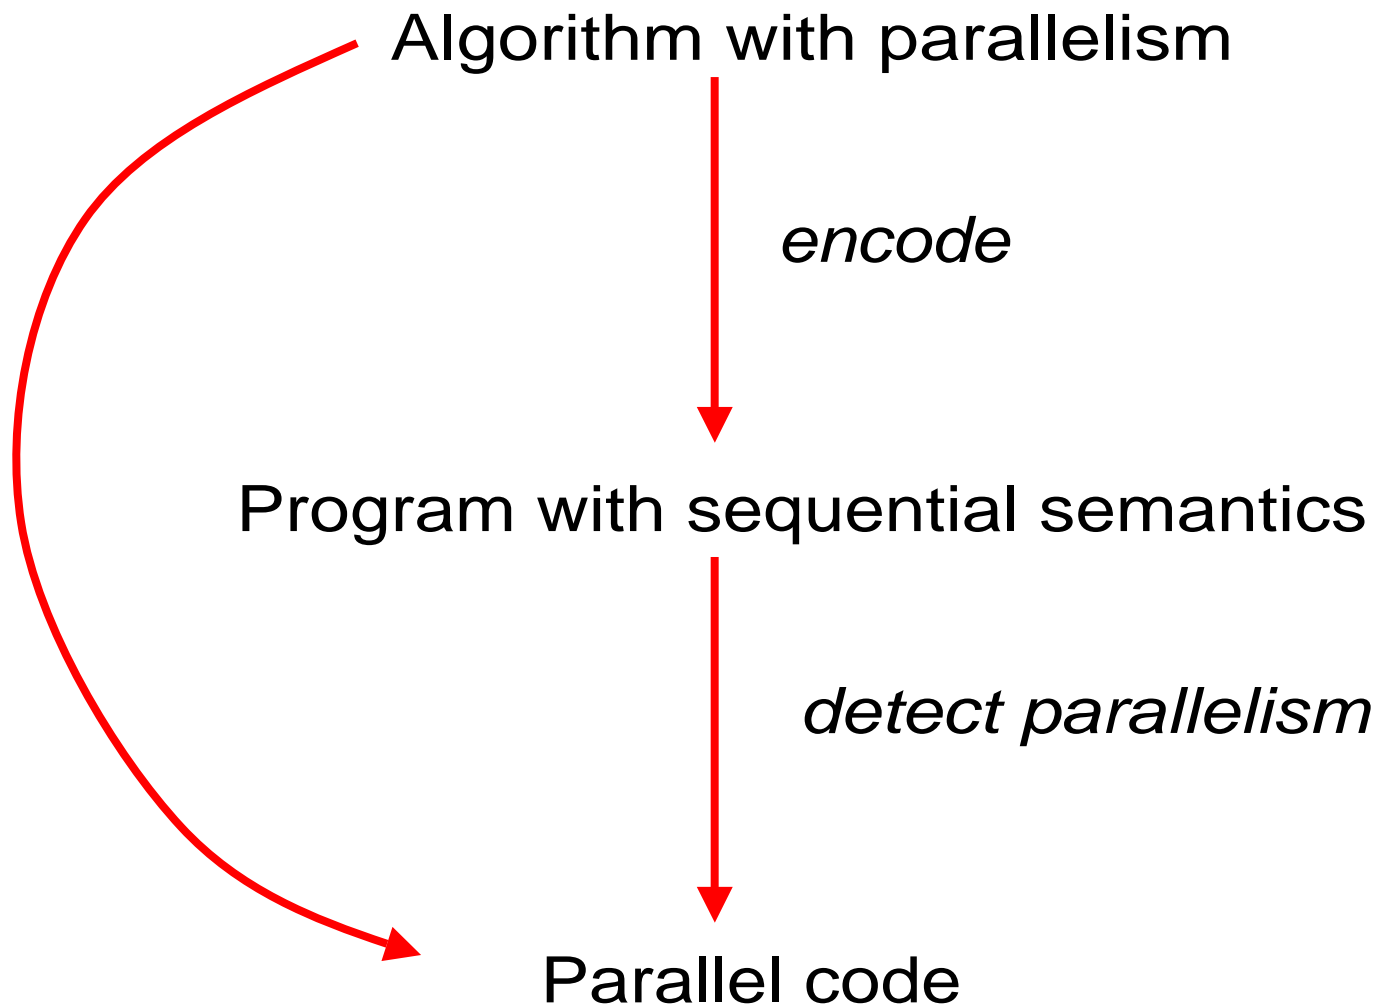 Algorithm with parallelism
encode
Program with sequential semantics
detect parallelism
Parallel code